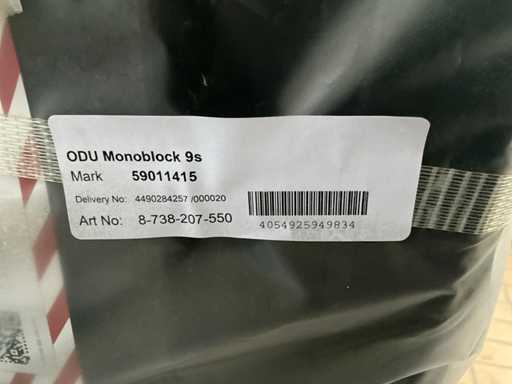 ODU Monoblock 9s
Mark 59011415
Delivery No: 4490284257 /000020
Art No: 8-738-207-550
4054925949834